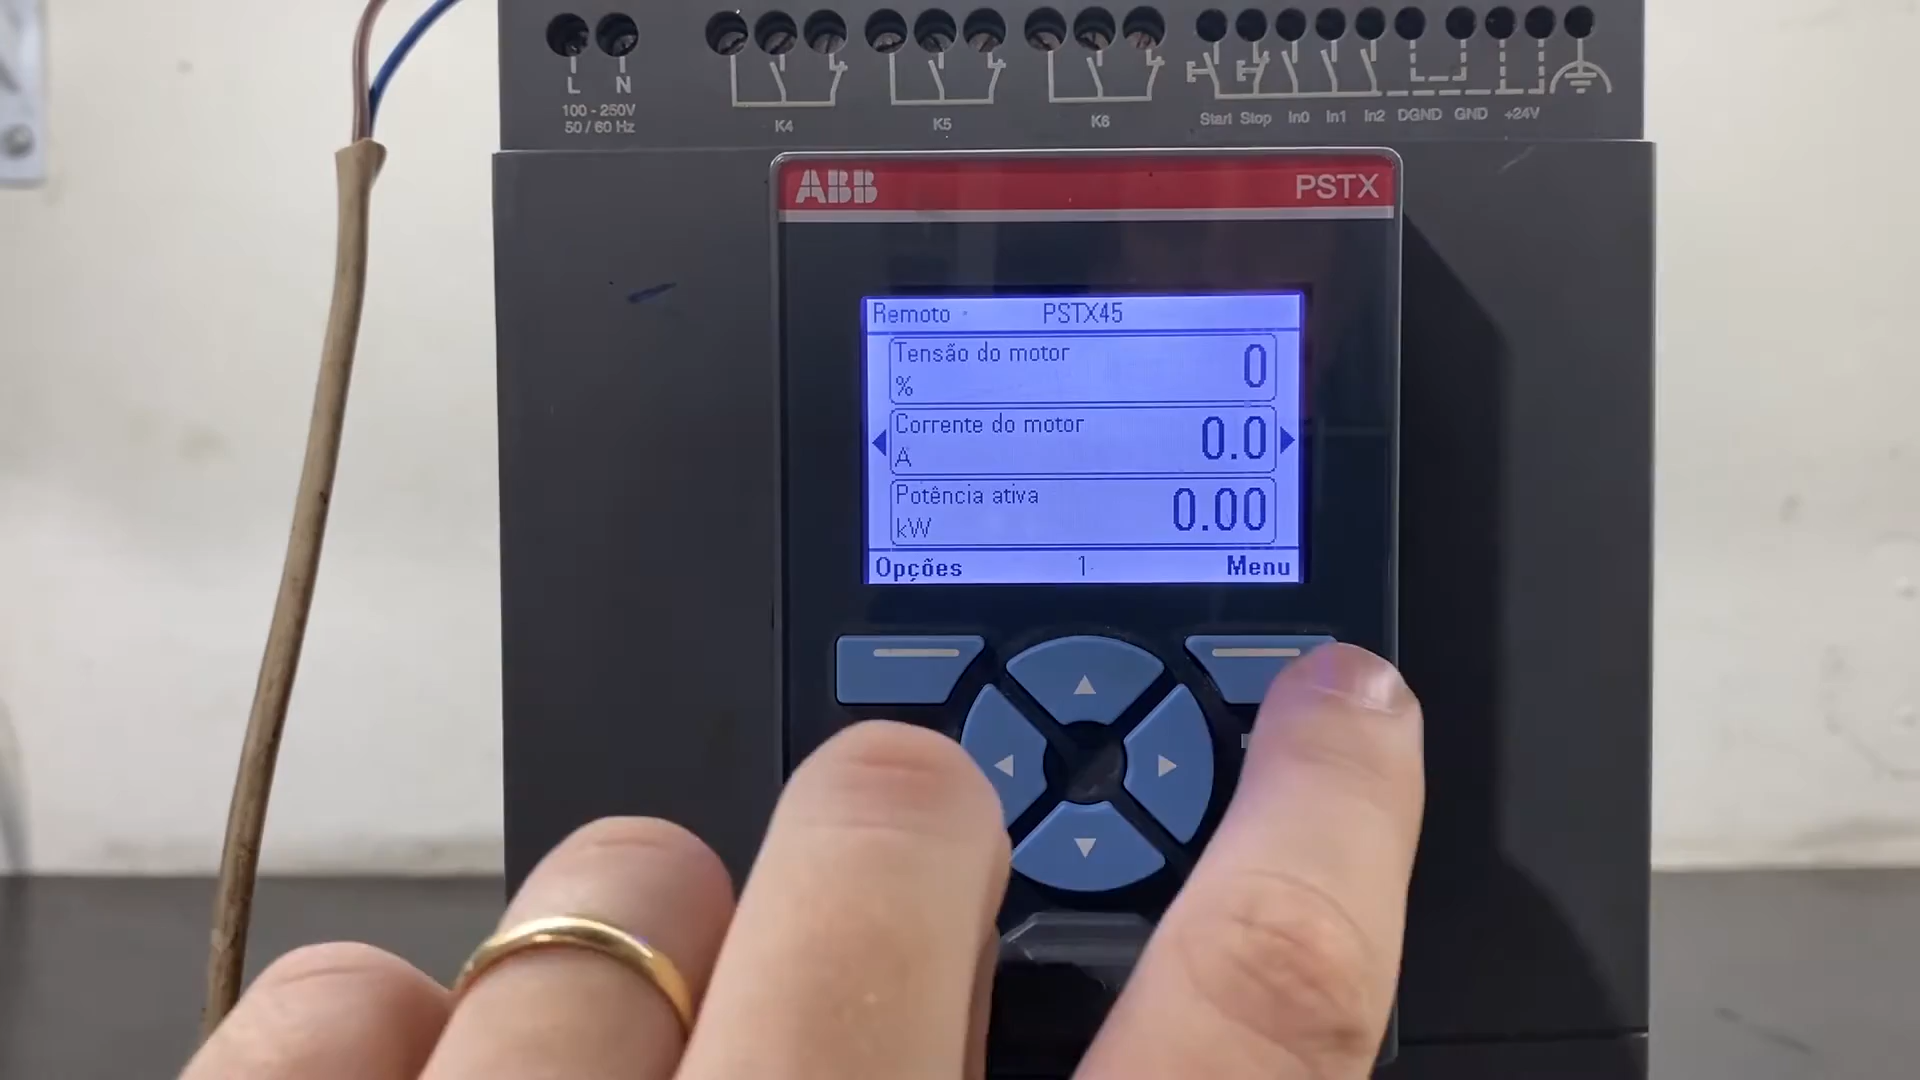 L N
100 - 250V
50 / 60 Hz
K4
K5
K6
Start Stop In0 In1 In2 DGND GND +24V
ABB PSTX
Remoto PSTX45
Tensão do motor
% 0
Corrente do motor
A 0.0
Potência ativa
kW 0.00
Opções 1 Menu